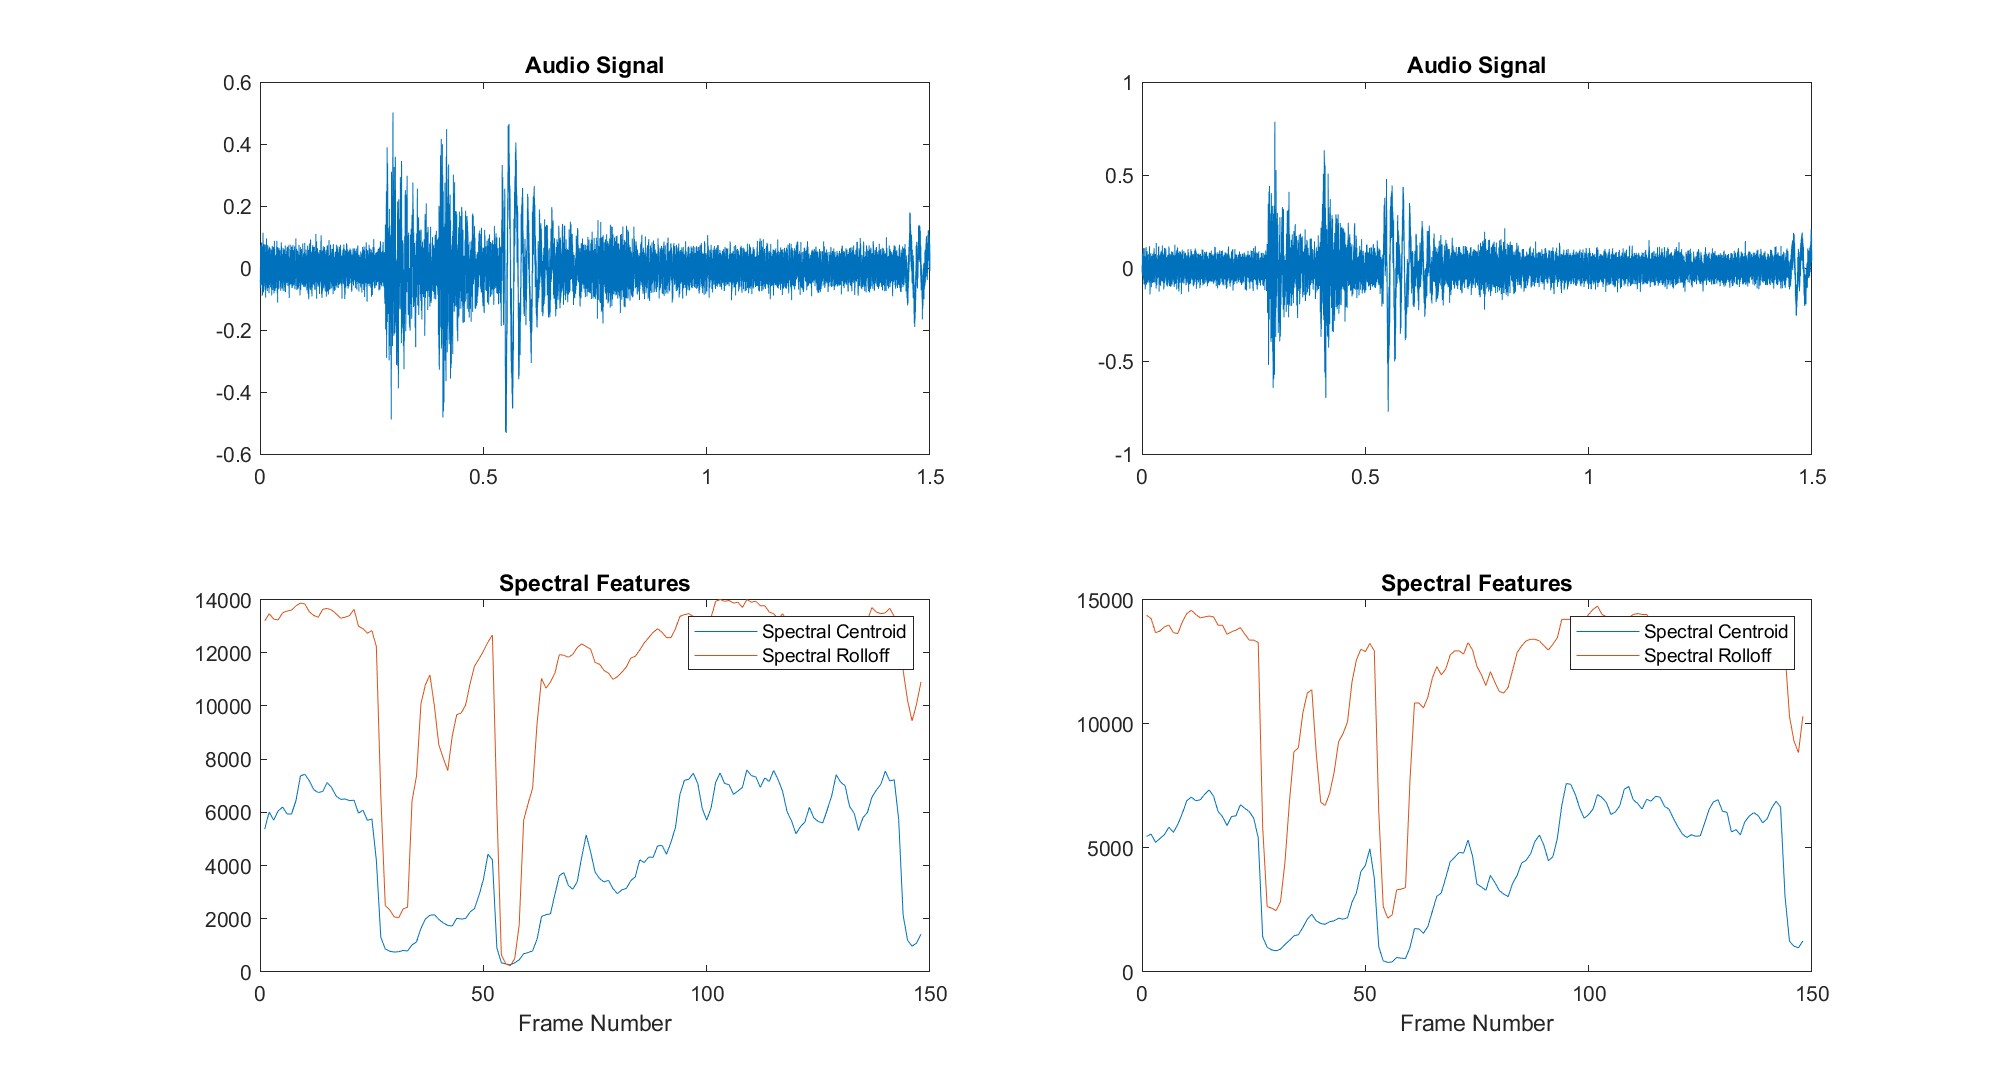 Audio Signal
0.6
0.4
0.2
0
-0.2
-0.4
-0.6
0 0.5 1 1.5
Audio Signal
1
0.5
0
-0.5
-1
0 0.5 1 1.5
Spectral Features
14000
12000
10000
8000
6000
4000
2000
0
Spectral Centroid
Spectral Rolloff
0 50 100 150
Frame Number
Spectral Features
15000
10000
5000
0
Spectral Centroid
Spectral Rolloff
0 50 100 150
Frame Number